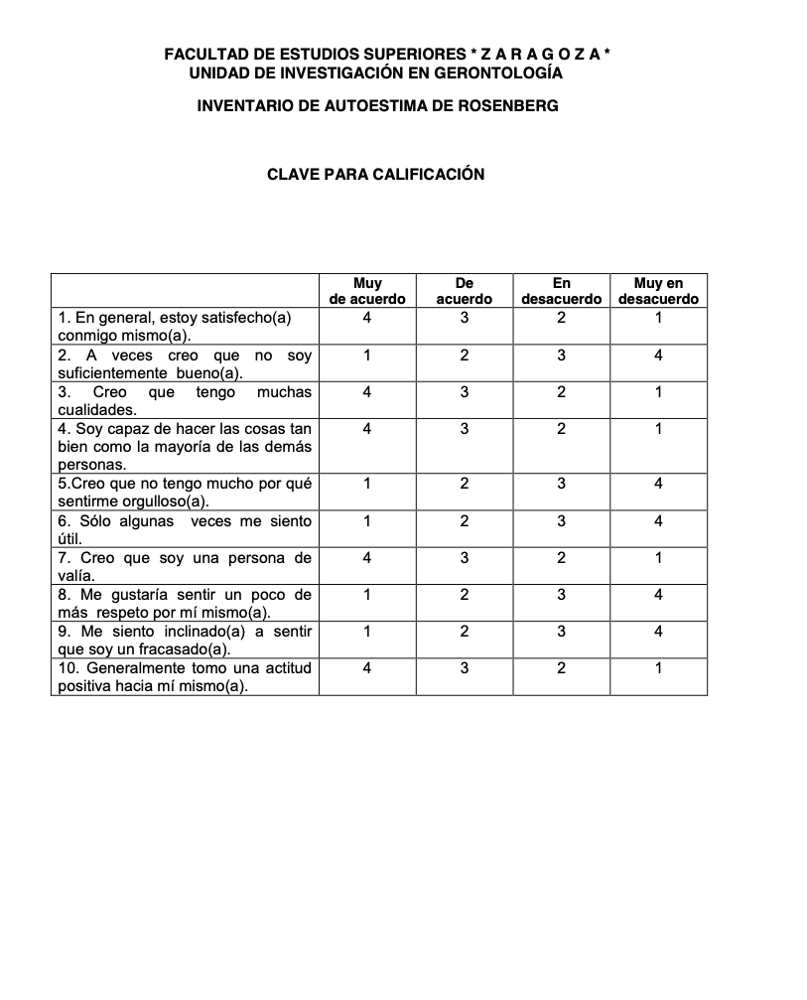 FACULTAD DE ESTUDIOS SUPERIORES * Z A R A G O Z A *
UNIDAD DE INVESTIGACIÓN EN GERONTOLOGÍA
INVENTARIO DE AUTOESTIMA DE ROSENBERG
CLAVE PARA CALIFICACIÓN
Muy de acuerdo De acuerdo En desacuerdo Muy en desacuerdo
1. En general, estoy satisfecho(a) 4 3 2 1
conmigo mismo(a).
2. A veces creo que no soy 1 2 3 4
suficientemente bueno(a).
3. Creo que tengo muchas 4 3 2 1
cualidades.
4. Soy capaz de hacer las cosas tan 4 3 2 1
bien como la mayoría de las demás
personas.
5.Creo que no tengo mucho por qué 1 2 3 4
sentirme orgulloso(a).
6. Sólo algunas veces me siento 1 2 3 4
útil.
7. Creo que soy una persona de 4 3 2 1
valía.
8. Me gustaría sentir un poco de 1 2 3 4
más respeto por mí mismo(a).
9. Me siento inclinado(a) a sentir 1 2 3 4
que soy un fracasado(a).
10. Generalmente tomo una actitud 4 3 2 1
positiva hacia mí mismo(a).